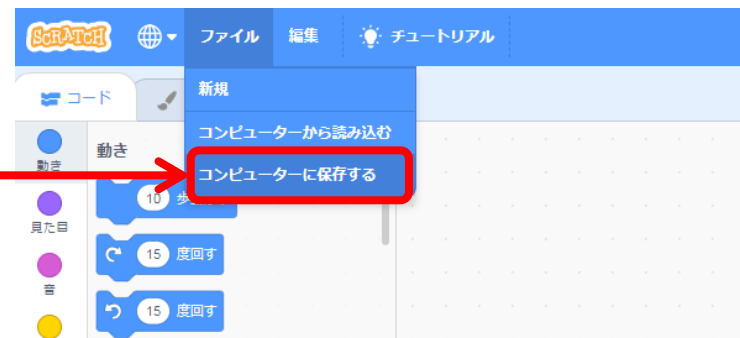 SCRATCH ファイル 編集 チュートリアル
新規
コンピューターから読み込む
コンピューターに保存する
コード
動き
見た目
音
動き
10 歩
15 度回す
15 度回す